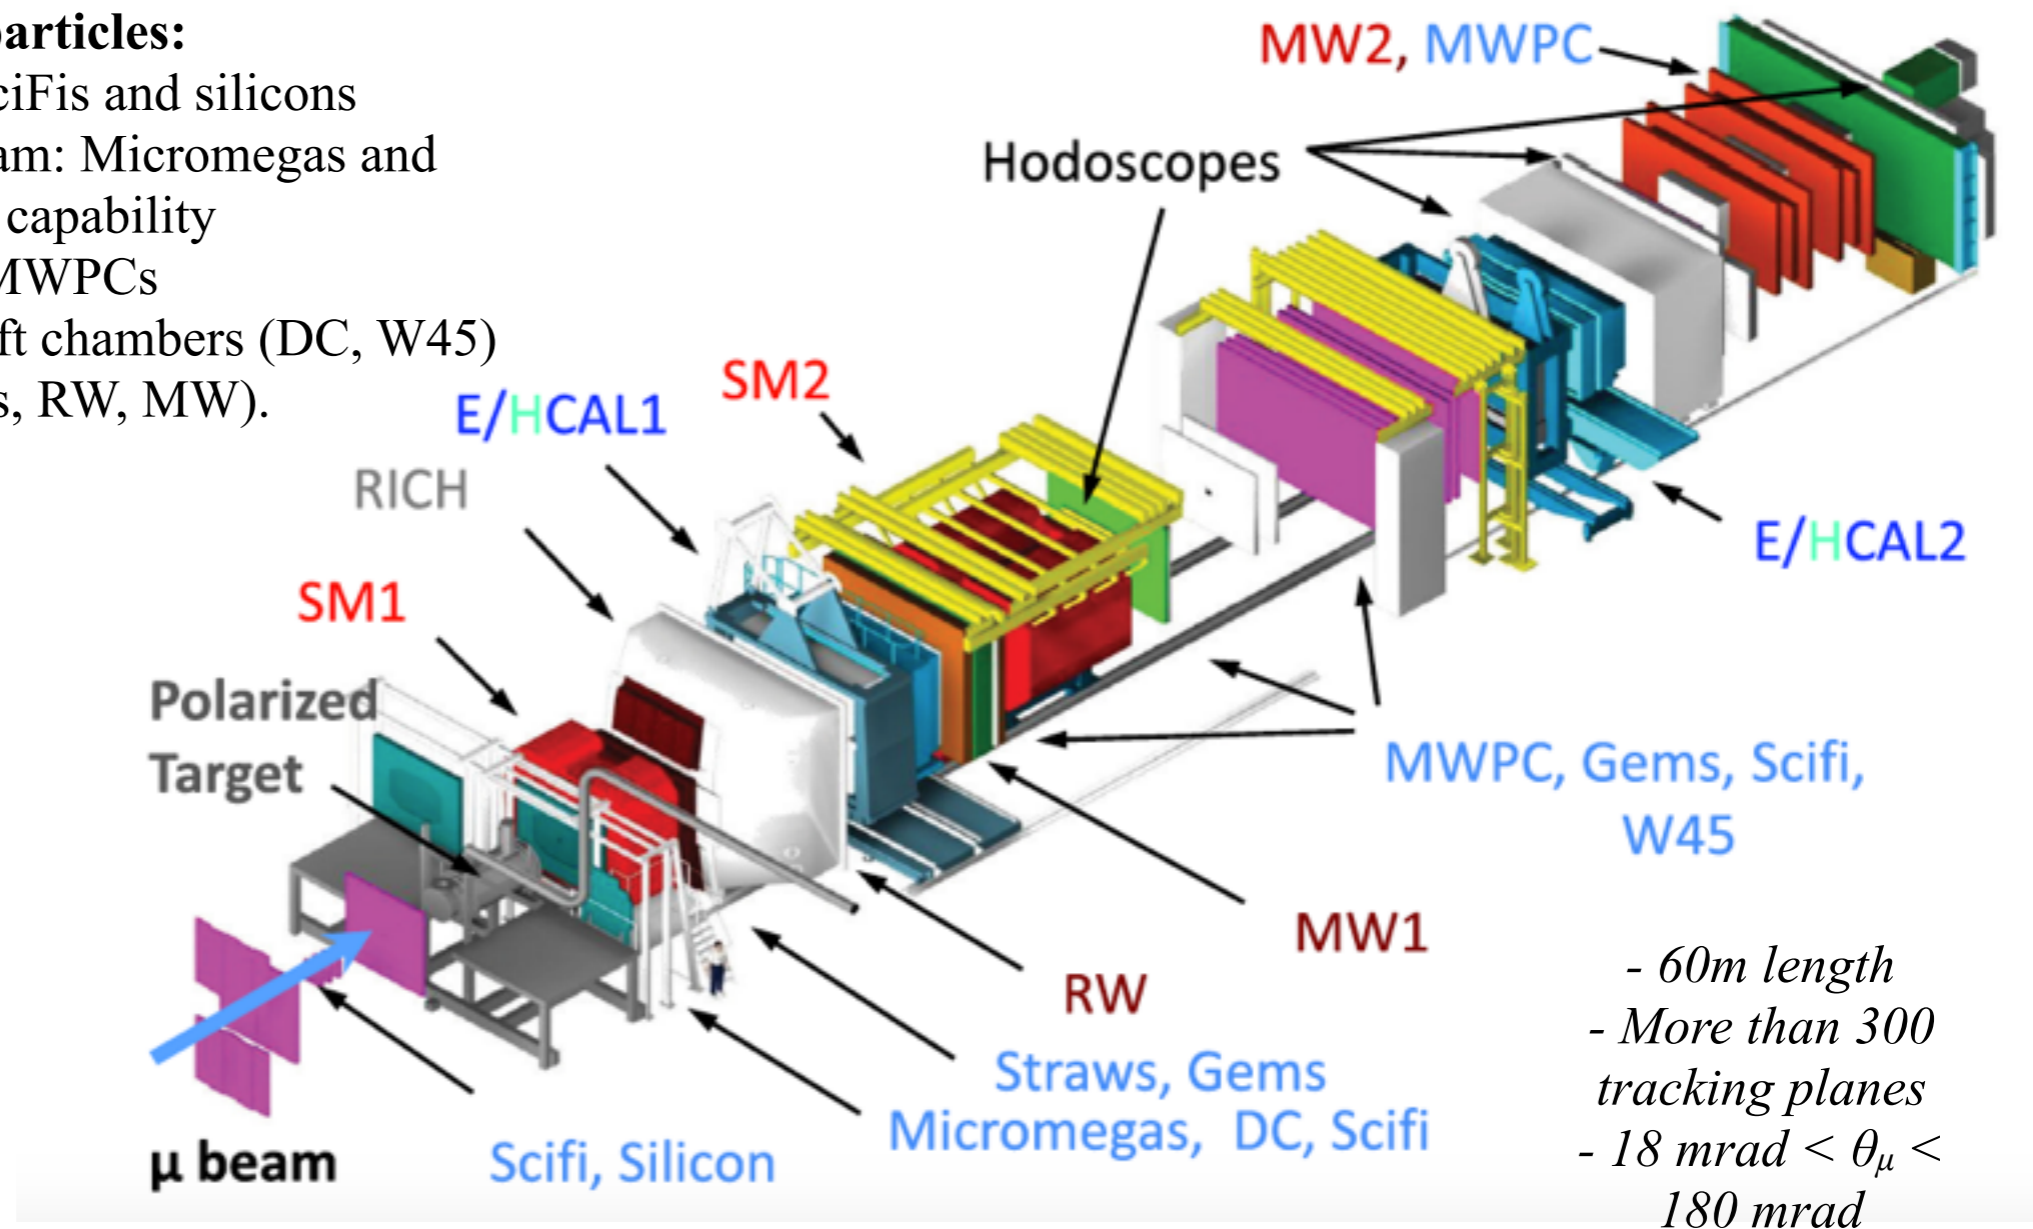 particles:
ciFis and silicons
am: Micromegas and
capability
MWPCs
ft chambers (DC, W45)
s, RW, MW).
MW2, MWPC
Hodoscopes
SM2
E/HCAL1
RICH
E/HCAL2
SM1
Polarized
Target
MWPC, Gems, Scifi,
W45
MW1
RW
Straws, Gems
Micromegas, DC, Scifi
Scifi, Silicon
μ beam
- 60m length
- More than 300
tracking planes
- 18 mrad < θμ <
180 mrad